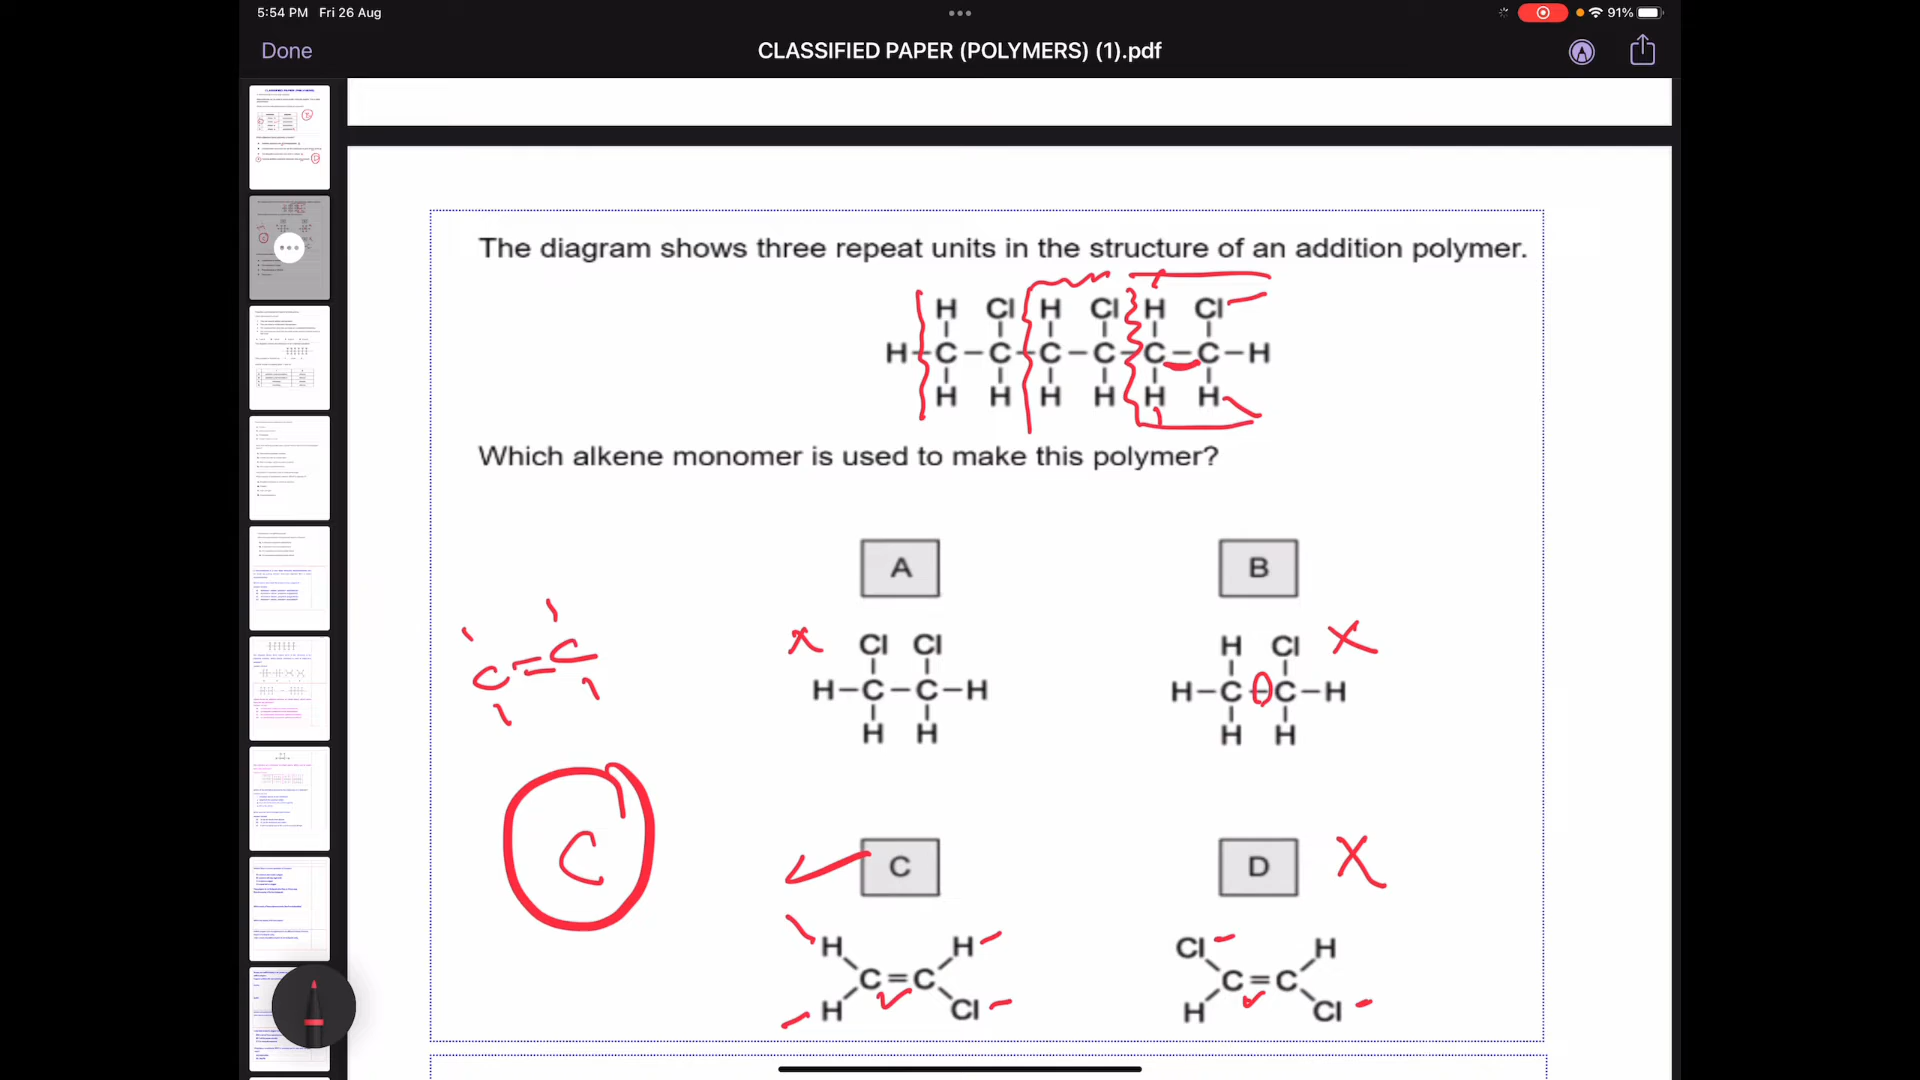 5:54 PM Fri 26 Aug
91%
Done
CLASSIFIED PAPER (POLYMERS) (1).pdf
The diagram shows three repeat units in the structure of an addition polymer.
H Cl H Cl H Cl
H-C-C-C-C-C-C-H
H H H H H H
Which alkene monomer is used to make this polymer?
A
B
Cl Cl
H-C-C-H
H H
H Cl
H-C-C-H
H H
C=C
C
C
D
H H
C=C
H Cl
Cl H
C=C
H Cl